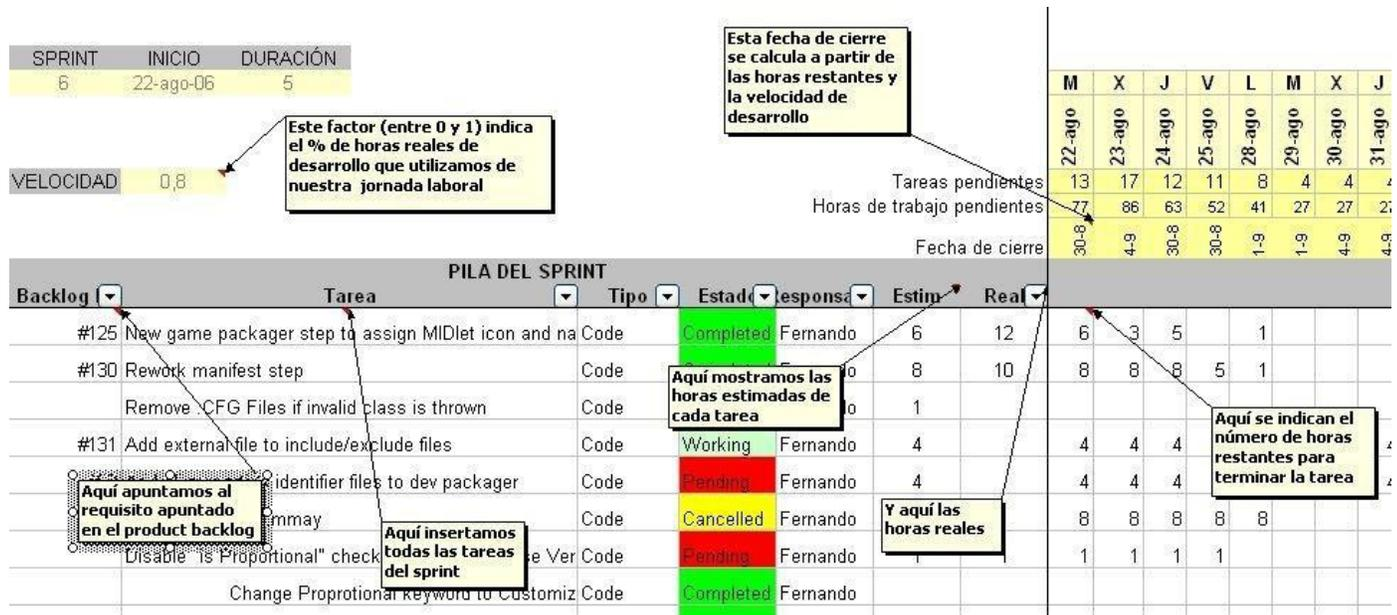 SPRINT INICIO DURACIÓN
6 22-ago-06 5
Este factor (entre 0 y 1) indica
el % de horas reales de
desarrollo que utilizamos de
nuestra jornada laboral
VELOCIDAD 0,8
Esta fecha de cierre
se calcula a partir de
las horas restantes y
la velocidad de
desarrollo
M X J V L M X J
22-ago 23-ago 24-ago 25-ago 28-ago 29-ago 30-ago 31-ago
Tareas pendientes 13 17 12 11 8 4 4
Horas de trabajo pendientes 77 86 63 52 41 27 27
Fecha de cierre 30-8 4-9 30-8 30-8 1-9 1-9 4-9 4-9
PILA DEL SPRINT
Backlog Tarea Tipo Estado Responsa Estim Real
#125 New game packager step to assign MIDlet icon and na Code Completed Fernando 6 12 6 3 5 1
#130 Rework manifest step Code 8 10 8 8 8 5 1
Remove .CFG Files if invalid class is thrown Code 1
#131 Add external file to include/exclude files Code Working Fernando 4 4 4 4
identifier files to dev packager Code Pending Fernando 4 4 4 4
mmay Code Cancelled Fernando 8 8 8 8 8
Disable "Is Proportional" check se Ver Code Pending Fernando 1 1 1 1 1 1
Change Proprotional keyword to Customiz Code Completed Fernando
Aquí mostramos las
horas estimadas de
cada tarea
Aquí se indican el
número de horas
restantes para
terminar la tarea
Aquí apuntamos al
requisito apuntado
en el product backlog
Aquí insertamos
todas las tareas
del sprint
Y aquí las
horas reales